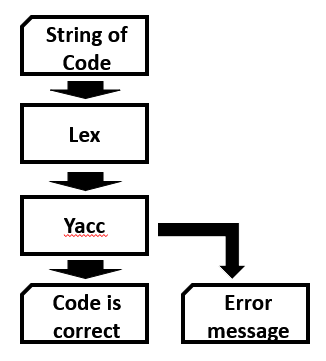 String of
Code
Lex
Yacc
Code is
correct
Error
message